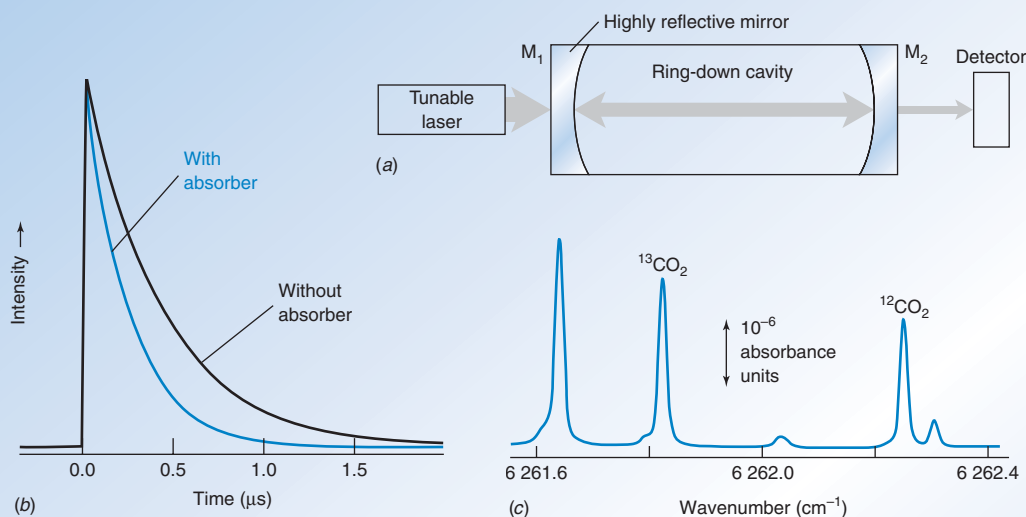 Highly reflective mirror
M₁
M₂
Detector
Ring-down cavity
Tunable
laser
(a)
With
absorber
Without
absorber
Intensity →
0.0 0.5 1.0 1.5
Time (μs)
(b)
¹³CO₂
¹²CO₂
10⁻⁶
absorbance
units
6 261.6 6 262.0 6 262.4
Wavenumber (cm⁻¹)
(c)